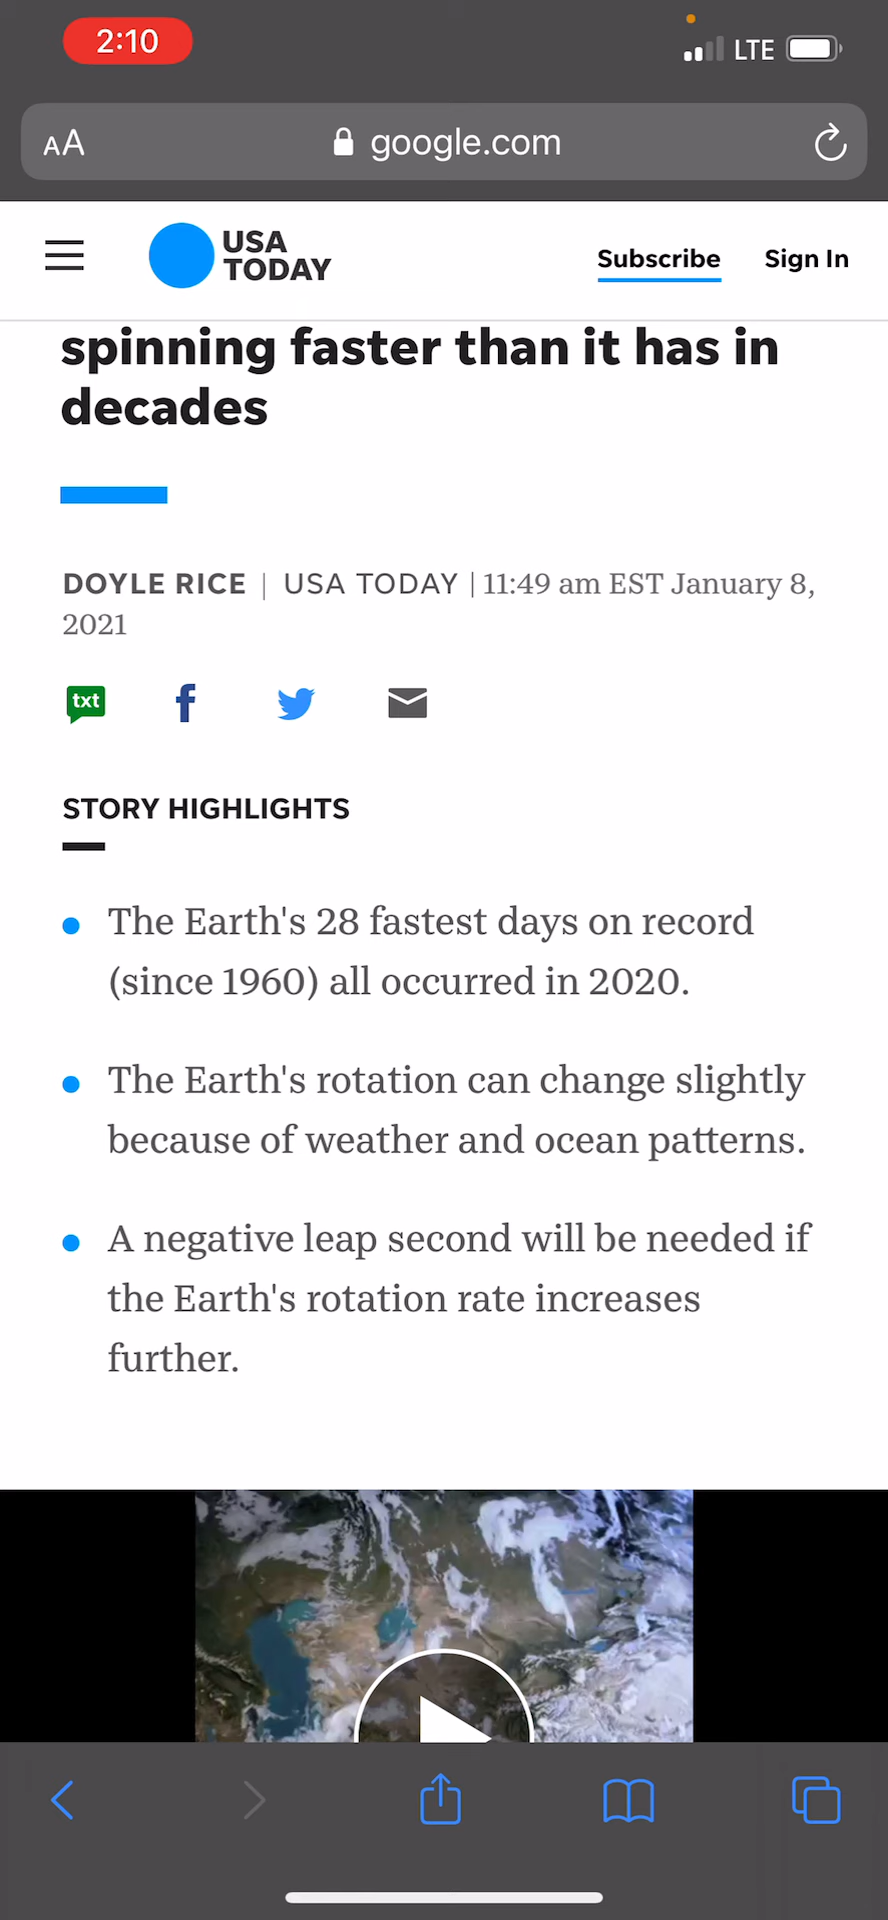 2:10
LTE
AA
google.com
USA
TODAY
Subscribe
Sign In
spinning faster than it has in
decades
DOYLE RICE | USA TODAY | 11:49 am EST January 8,
2021
txt
STORY HIGHLIGHTS
The Earth's 28 fastest days on record
(since 1960) all occurred in 2020.
The Earth's rotation can change slightly
because of weather and ocean patterns.
A negative leap second will be needed if
the Earth's rotation rate increases
further.